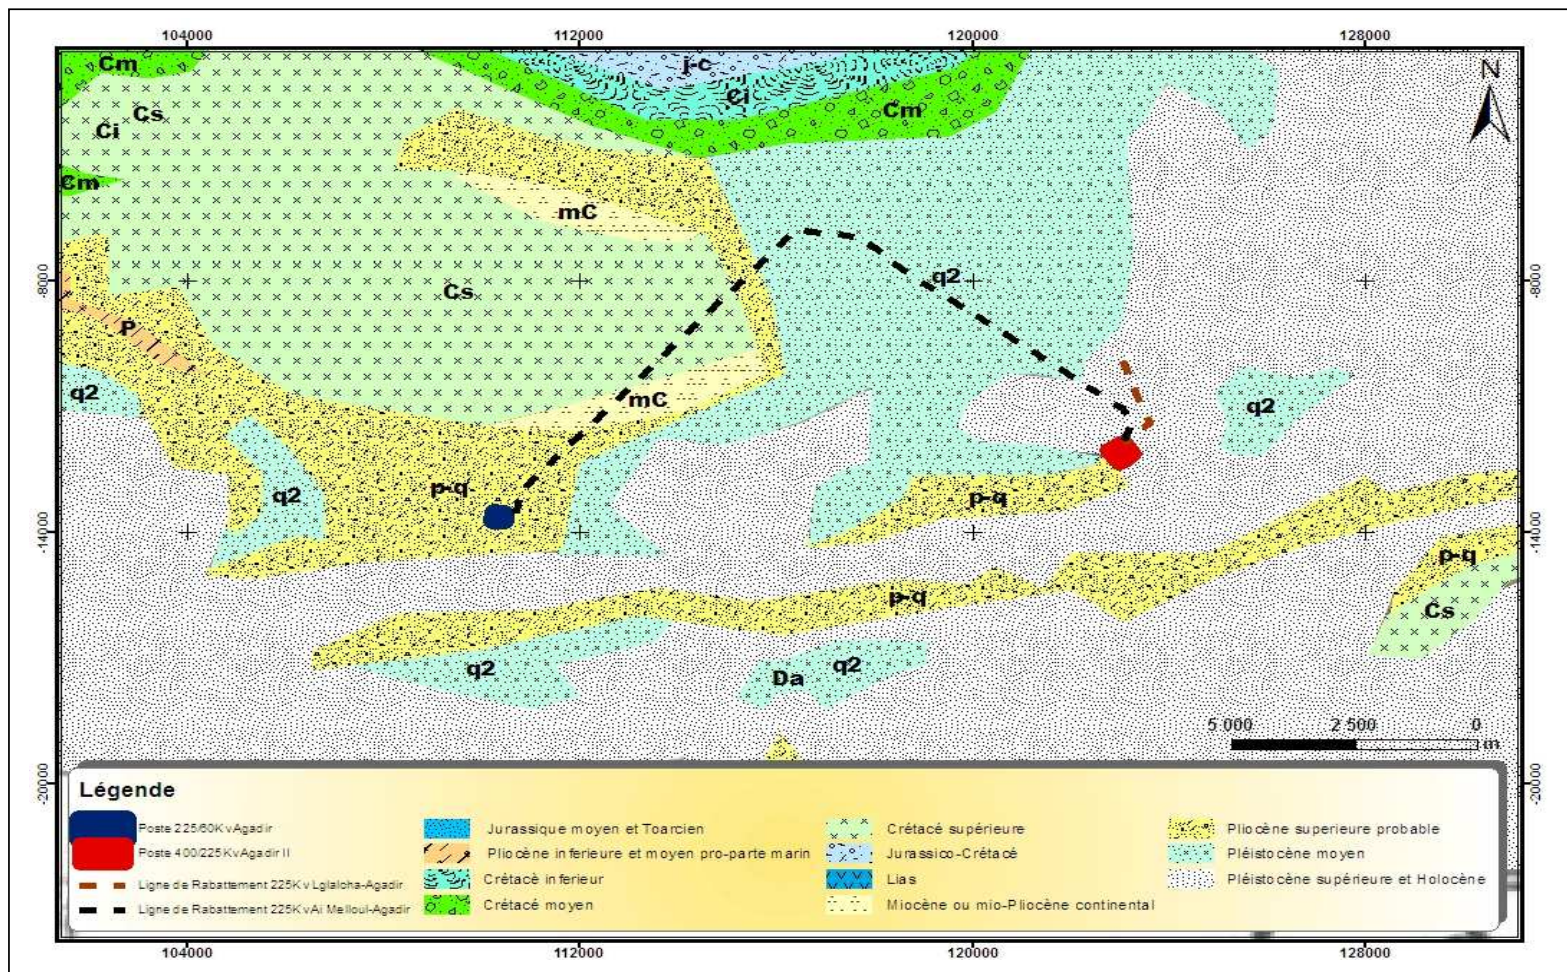 104000 112000 120000 128000
Cm j-c N
Ci Cm
Cs
Ci
Cm
mC
-8000 q2 -8000
Cs
P
q2 mC q2
p-q
q2 p-q
-14000 -14000
p-q
p-q
Cs
q2 q2
Da
5 000 2 500 0
m
-20000 -20000
Légende
Poste 225/60KvAgadir
Poste 400/225KvAgadir II
Ligne de Rabattement 225Kv Lglalcha-Agadir
Ligne de Rabattement 225KvAi Melloul-Agadir
Jurassique moyen et Toarcien
Pliocène inferieure et moyen pro-parte marin
Crétacè inferieur
Crétacé moyen
Crétacé supérieure
Jurassico-Crétacé
Lias
Miocène ou mio-Pliocène continental
Pliocène superieure probable
Pléistocène moyen
Pléistocène supérieure et Holocène
104000 112000 120000 128000